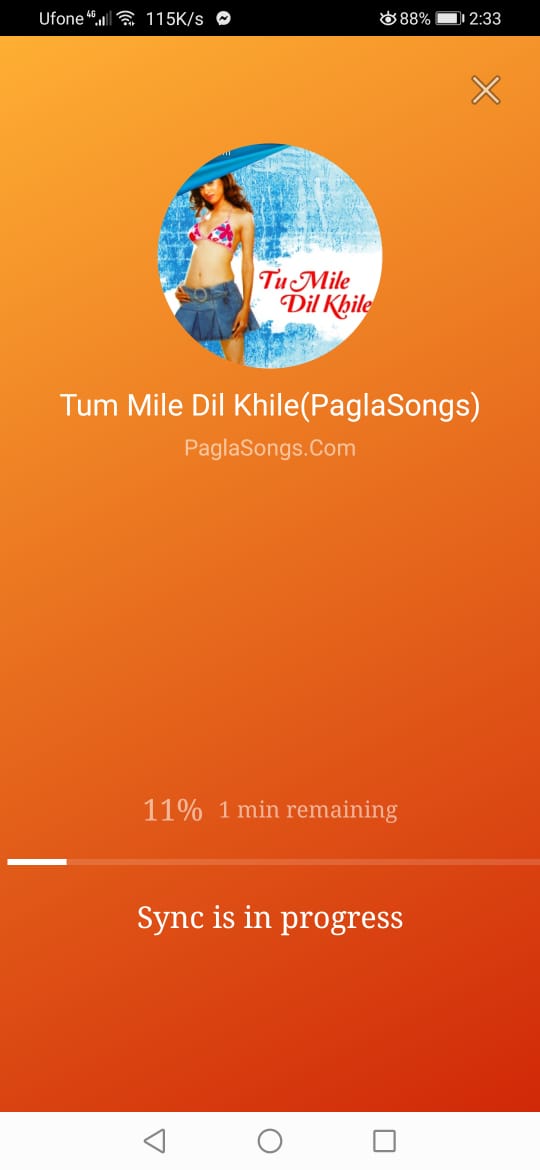 Ufone 4G 115K/s 88% 2:33
Tu Mile
Dil Khile
Tum Mile Dil Khile(PaglaSongs)
PaglaSongs.Com
11% 1 min remaining
Sync is in progress